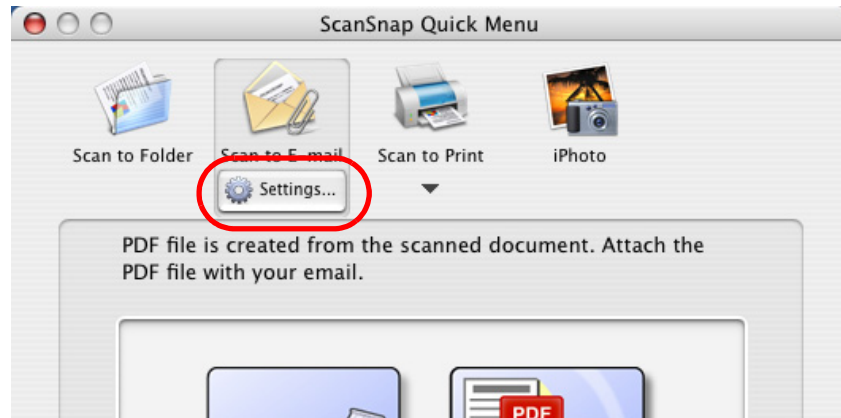 ScanSnap Quick Menu
Scan to Folder
Scan to E-mail
Scan to Print
iPhoto
Settings...
PDF file is created from the scanned document. Attach the
PDF file with your email.
PDF